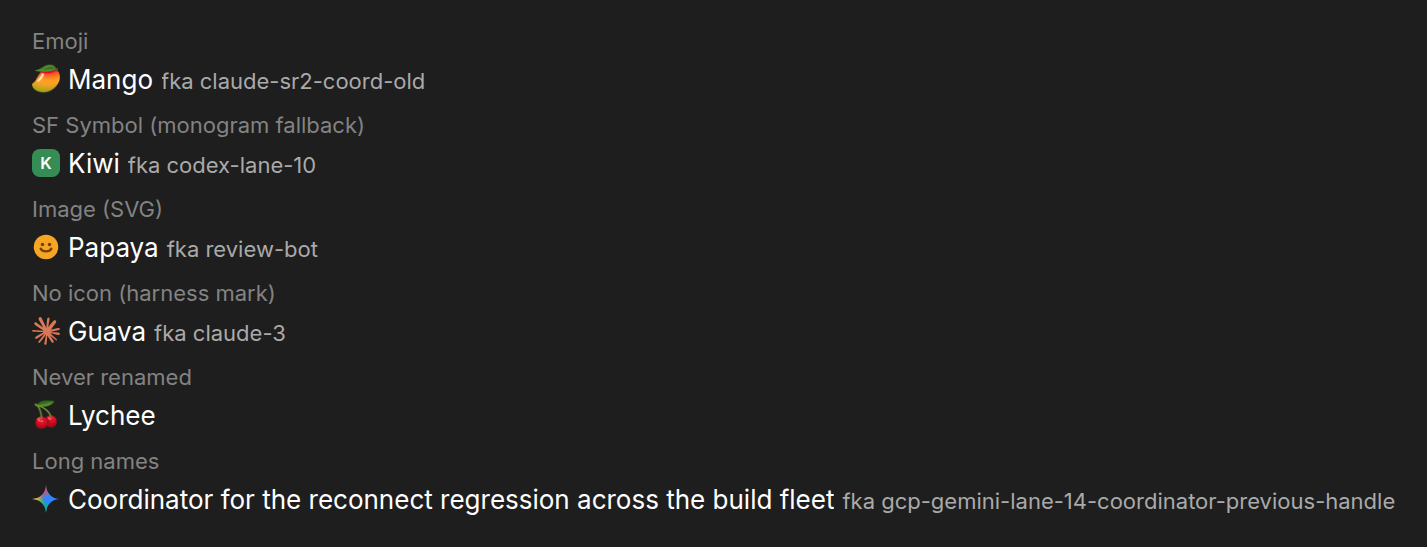 Emoji
Mango fka claude-sr2-coord-old
SF Symbol (monogram fallback)
K Kiwi fka codex-lane-10
Image (SVG)
Papaya fka review-bot
No icon (harness mark)
Guava fka claude-3
Never renamed
Lychee
Long names
Coordinator for the reconnect regression across the build fleet fka gcp-gemini-lane-14-coordinator-previous-handle